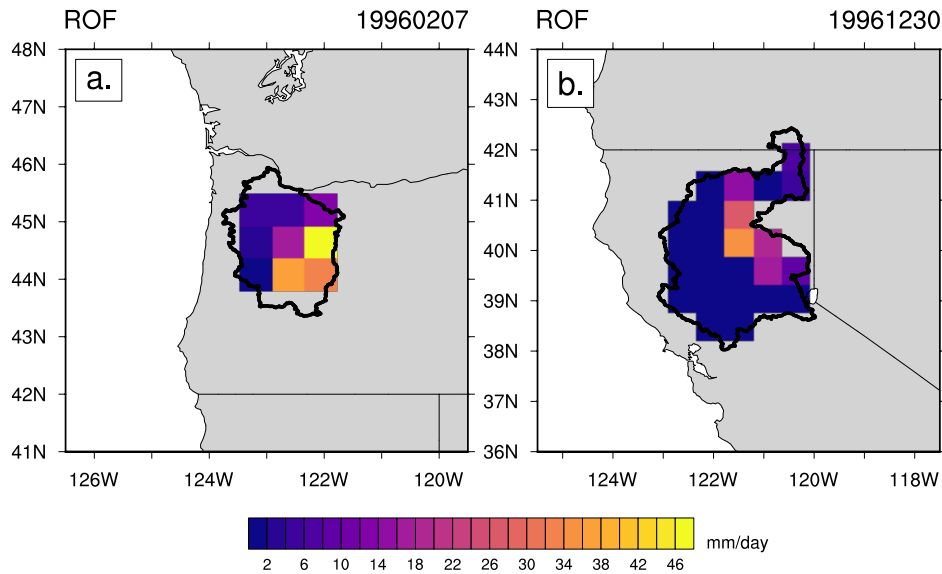 ROF 19960207 ROF 19961230
a. b.
48N 47N 46N 45N 44N 43N 42N 41N
44N 43N 42N 41N 40N 39N 38N 37N 36N
126W 124W 122W 120W 124W 122W 120W 118W
2 6 10 14 18 22 26 30 34 38 42 46 mm/day